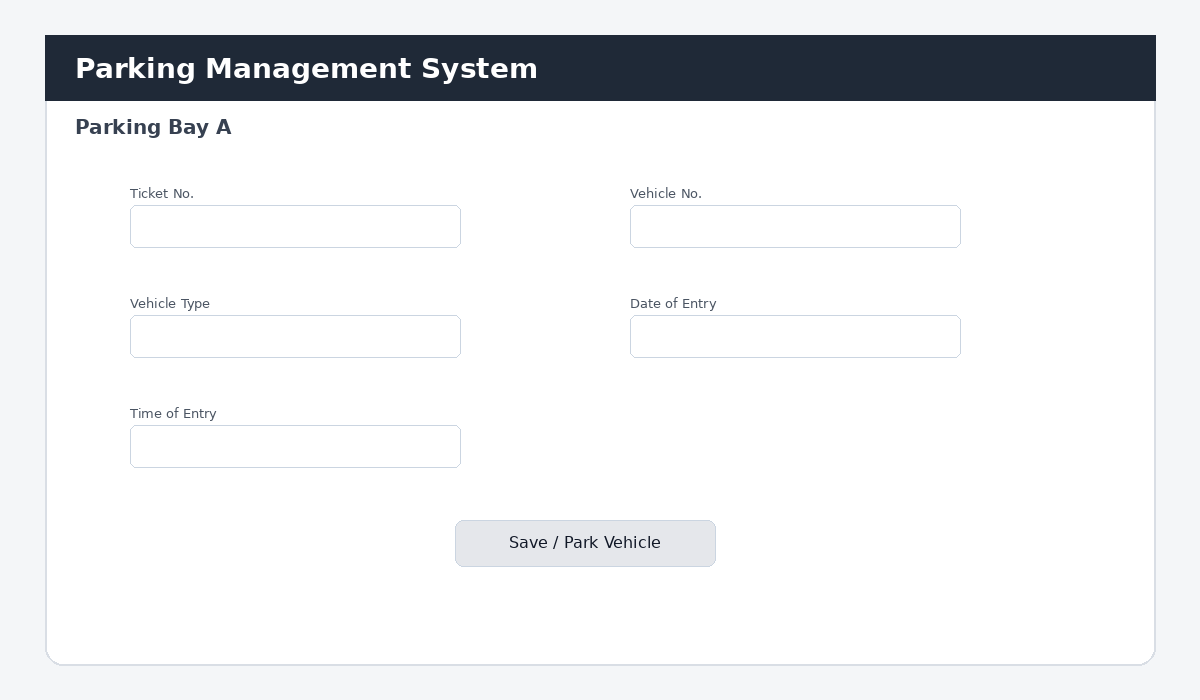 Parking Management System
Parking Bay A
Ticket No.
Vehicle No.
Vehicle Type
Date of Entry
Time of Entry
Save / Park Vehicle